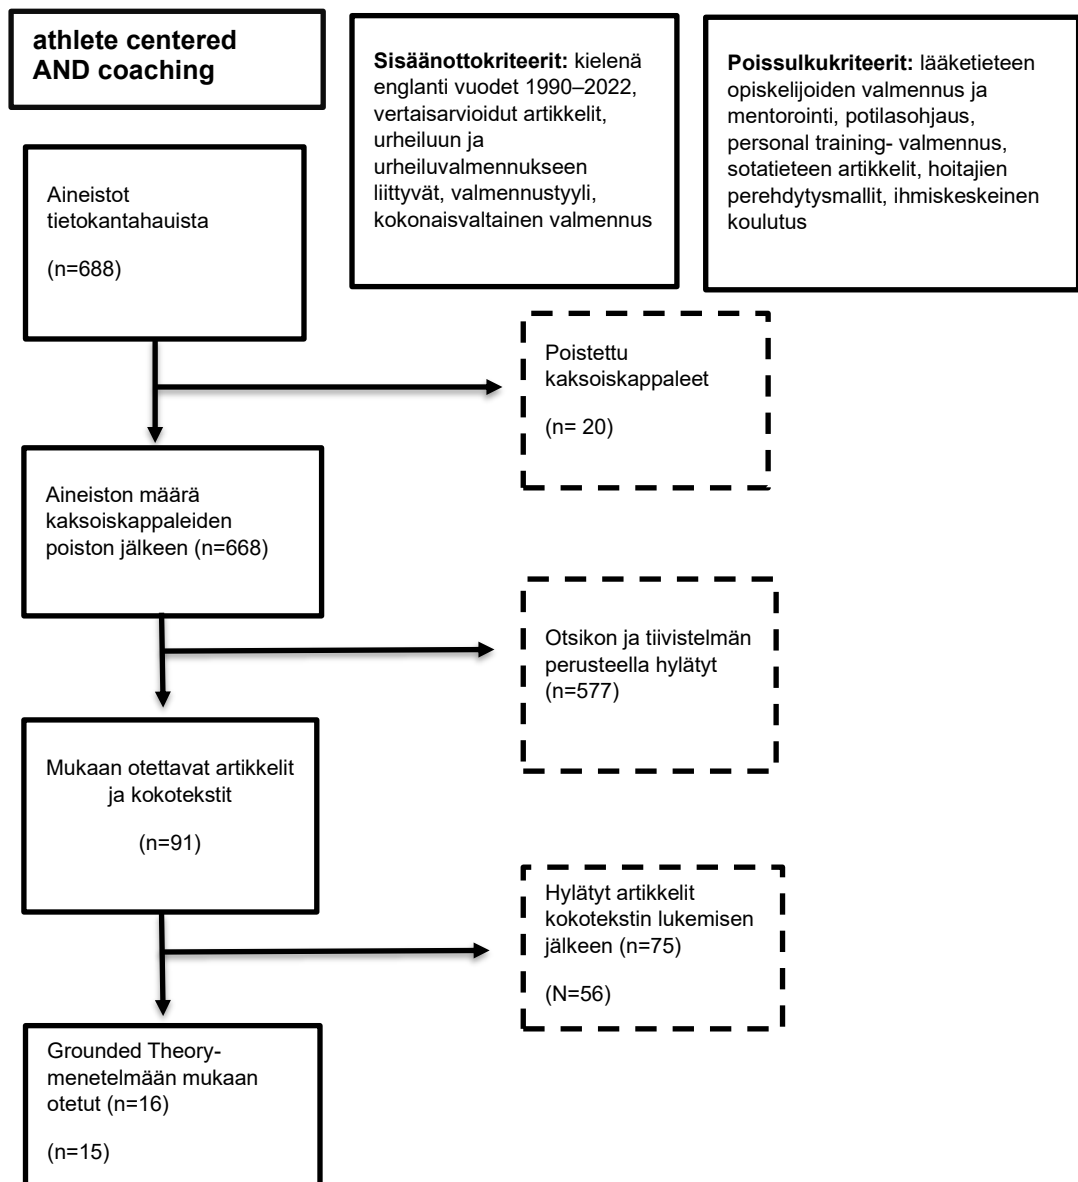 athlete centered
AND coaching
Sisäänottokriteerit: kielenä
englanti vuodet 1990–2022,
vertaisarvioidut artikkelit,
urheiluun ja
urheiluvalmennukseen
liittyvät, valmennustyyli,
kokonaisvaltainen valmennus
Poissulkukriteerit: lääketieteen
opiskelijoiden valmennus ja
mentorointi, potilasohjaus,
personal training- valmennus,
sotatieteen artikkelit, hoitajien
perehdytysmallit, ihmiskeskeinen
koulutus
Aineistot
tietokantahauista
(n=688)
Poistettu
kaksoiskappaleet
(n= 20)
Aineiston määrä
kaksoiskappaleiden
poiston jälkeen (n=668)
Otsikon ja tiivistelmän
perusteella hylätyt
(n=577)
Mukaan otettavat artikkelit
ja kokotekstit
(n=91)
Hylätyt artikkelit
kokotekstin lukemisen
jälkeen (n=75)
(N=56)
Grounded Theory-
menetelmään mukaan
otetut (n=16)
(n=15)